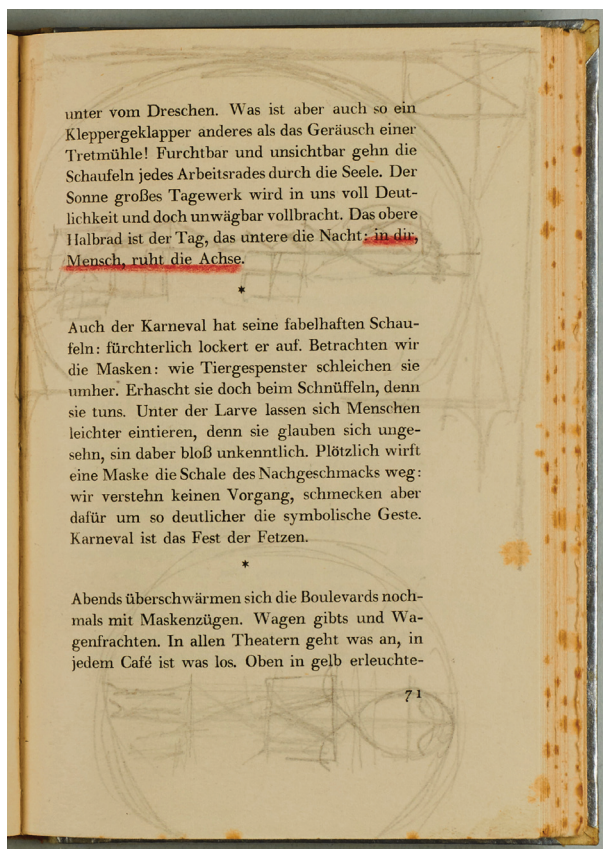 unter vom Dreschen. Was ist aber auch so ein
Kleppergeklapper anderes als das Geräusch einer
Tretmühle! Furchtbar und unsichtbar gehn die
Schaufeln jedes Arbeitsrades durch die Seele. Der
Sonne großes Tagewerk wird in uns voll Deut-
lichkeit und doch unwägbar vollbracht. Das obere
Halbrad ist der Tag, das untere die Nacht: in dir,
Mensch, ruht die Achse.
*
Auch der Karneval hat seine fabelhaften Schau-
feln: fürchterlich lockert er auf. Betrachten wir
die Masken: wie Tiergespenster schleichen sie
umher. Erhascht sie doch beim Schnüffeln, denn
sie tuns. Unter der Larve lassen sich Menschen
leichter eintieren, denn sie glauben sich unge-
sehn, sin daber bloß unkenntlich. Plötzlich wirft
eine Maske die Schale des Nachgeschmacks weg:
wir verstehn keinen Vorgang, schmecken aber
dafür um so deutlicher die symbolische Geste.
Karneval ist das Fest der Fetzen.
*
Abends überschwärmen sich die Boulevards noch-
mals mit Maskenzügen. Wagen gibts und Wa-
genfrachten. In allen Theatern geht was an, in
jedem Café ist was los. Oben in gelb erleuchte-
71